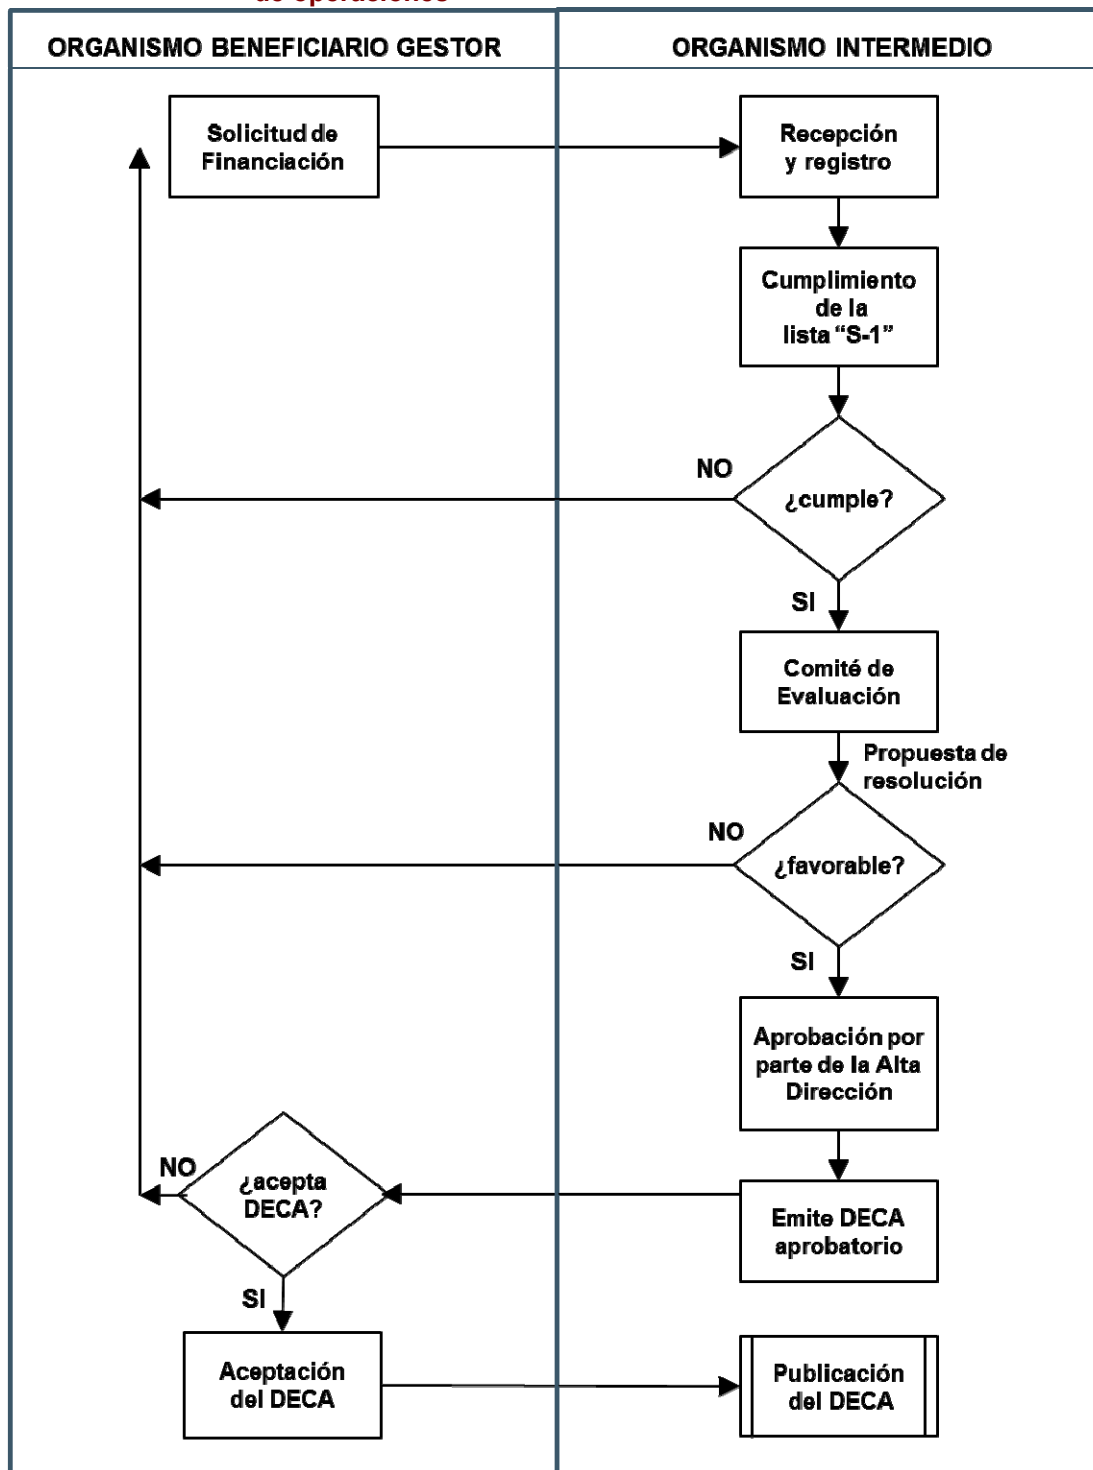 de operaciones
ORGANISMO BENEFICIARIO GESTOR
ORGANISMO INTERMEDIO
Solicitud de
Financiación
Recepción
y registro
Cumplimiento
de la
lista “S-1”
NO
¿cumple?
SI
Comité de
Evaluación
Propuesta de
resolución
NO
¿favorable?
SI
Aprobación por
parte de la Alta
Dirección
NO
¿acepta
DECA?
Emite DECA
aprobatorio
SI
Aceptación
del DECA
Publicación
del DECA